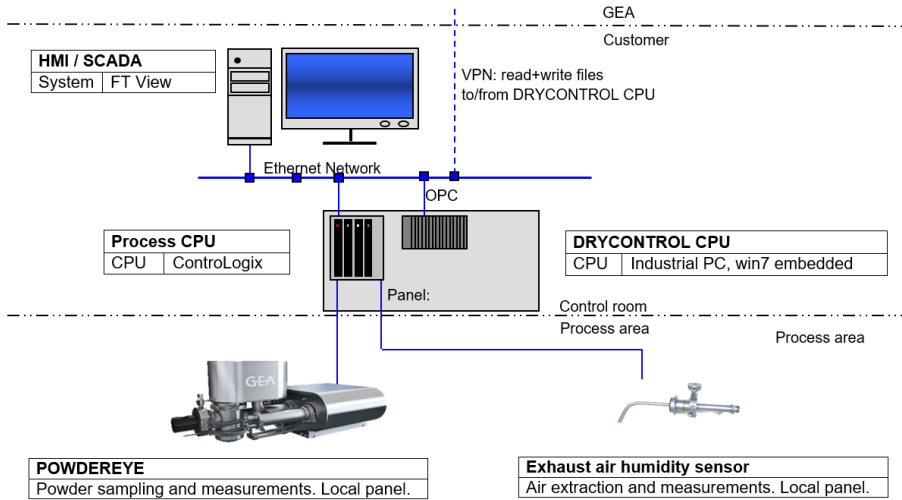 GEA
Customer
HMI / SCADA
System FT View
VPN: read+write files
to/from DRYCONTROL CPU
Ethernet Network
OPC
Process CPU
CPU ControLogix
DRYCONTROL CPU
CPU Industrial PC, win7 embedded
Panel:
Control room
Process area
Process area
GEA
POWDEREYE
Powder sampling and measurements. Local panel.
Exhaust air humidity sensor
Air extraction and measurements. Local panel.